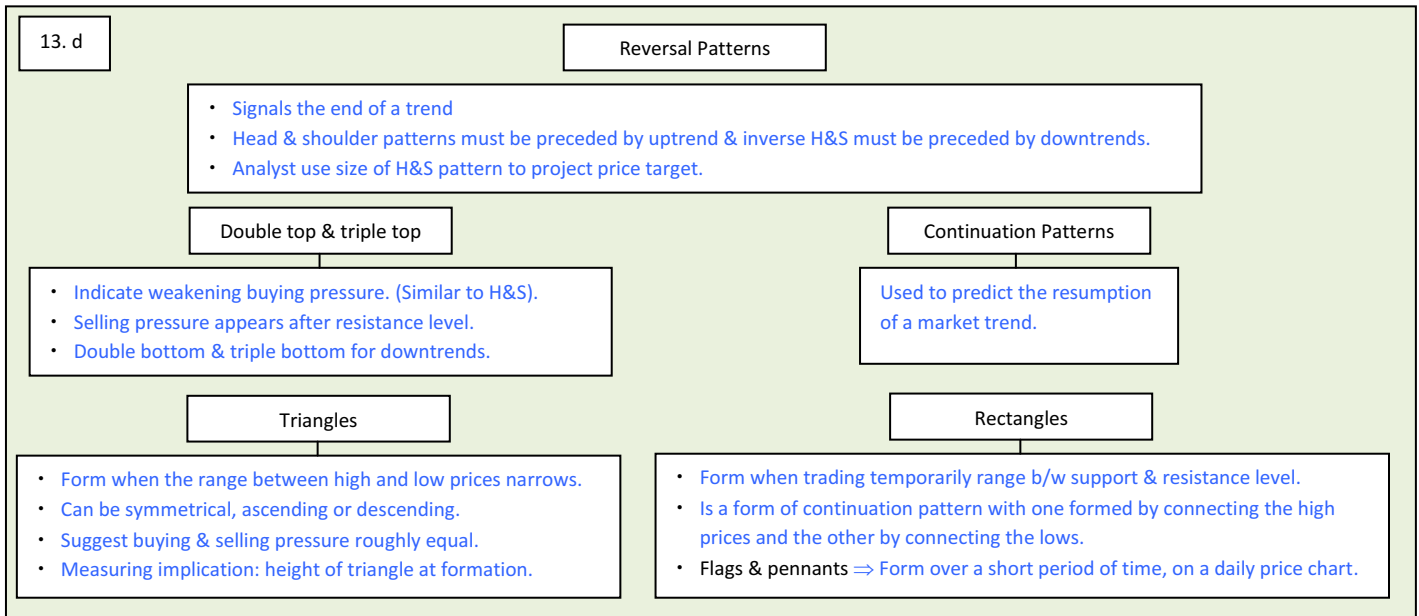 13. d
Reversal Patterns
• Signals the end of a trend
• Head & shoulder patterns must be preceded by uptrend & inverse H&S must be preceded by downtrends.
• Analyst use size of H&S pattern to project price target.
Double top & triple top
• Indicate weakening buying pressure. (Similar to H&S).
• Selling pressure appears after resistance level.
• Double bottom & triple bottom for downtrends.
Continuation Patterns
Used to predict the resumption
of a market trend.
Triangles
• Form when the range between high and low prices narrows.
• Can be symmetrical, ascending or descending.
• Suggest buying & selling pressure roughly equal.
• Measuring implication: height of triangle at formation.
Rectangles
• Form when trading temporarily range b/w support & resistance level.
• Is a form of continuation pattern with one formed by connecting the high
prices and the other by connecting the lows.
• Flags & pennants ⇒ Form over a short period of time, on a daily price chart.